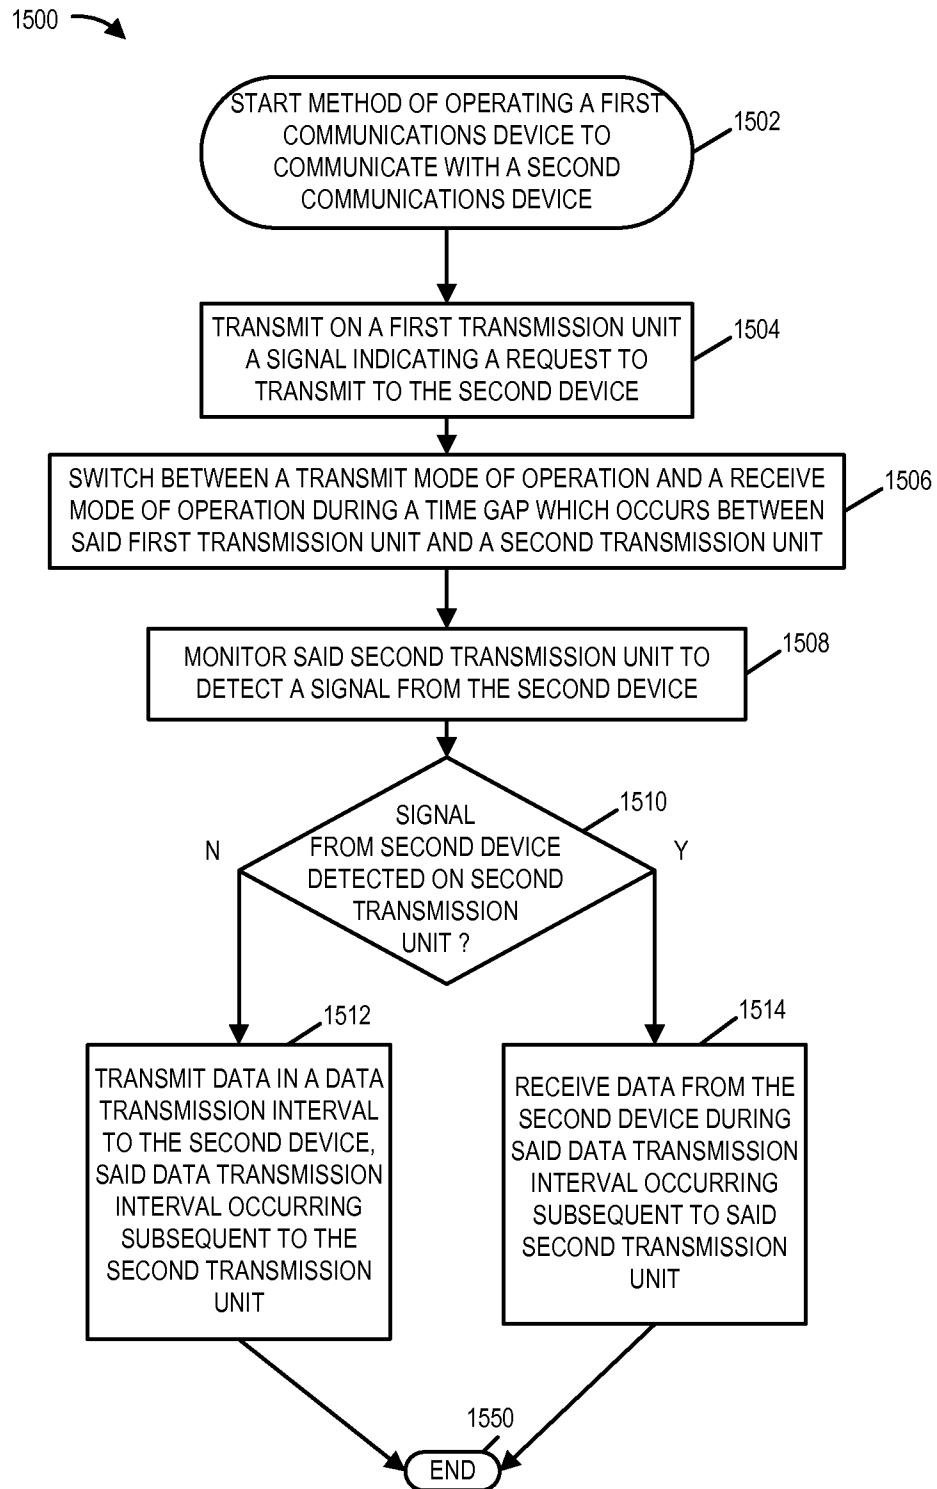 1500
START METHOD OF OPERATING A FIRST
COMMUNICATIONS DEVICE TO
COMMUNICATE WITH A SECOND
COMMUNICATIONS DEVICE
1502
TRANSMIT ON A FIRST TRANSMISSION UNIT
A SIGNAL INDICATING A REQUEST TO
TRANSMIT TO THE SECOND DEVICE
1504
SWITCH BETWEEN A TRANSMIT MODE OF OPERATION AND A RECEIVE
MODE OF OPERATION DURING A TIME GAP WHICH OCCURS BETWEEN
SAID FIRST TRANSMISSION UNIT AND A SECOND TRANSMISSION UNIT
1506
MONITOR SAID SECOND TRANSMISSION UNIT TO
DETECT A SIGNAL FROM THE SECOND DEVICE
1508
SIGNAL
FROM SECOND DEVICE
DETECTED ON SECOND
TRANSMISSION
UNIT ?
1510
N
Y
1512
TRANSMIT DATA IN A DATA
TRANSMISSION INTERVAL
TO THE SECOND DEVICE,
SAID DATA TRANSMISSION
INTERVAL OCCURRING
SUBSEQUENT TO THE
SECOND TRANSMISSION
UNIT
1514
RECEIVE DATA FROM THE
SECOND DEVICE DURING
SAID DATA TRANSMISSION
INTERVAL OCCURRING
SUBSEQUENT TO SAID
SECOND TRANSMISSION
UNIT
1550
END